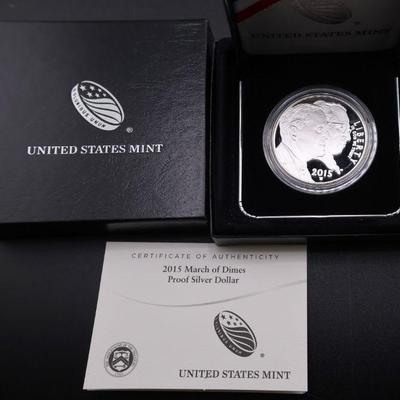 UNITED STATES MINT
UNITED STATES MINT
LIBERTY
2015
W
CERTIFICATE OF AUTHENTICITY
2015 March of Dimes
Proof Silver Dollar
UNITED STATES MINT